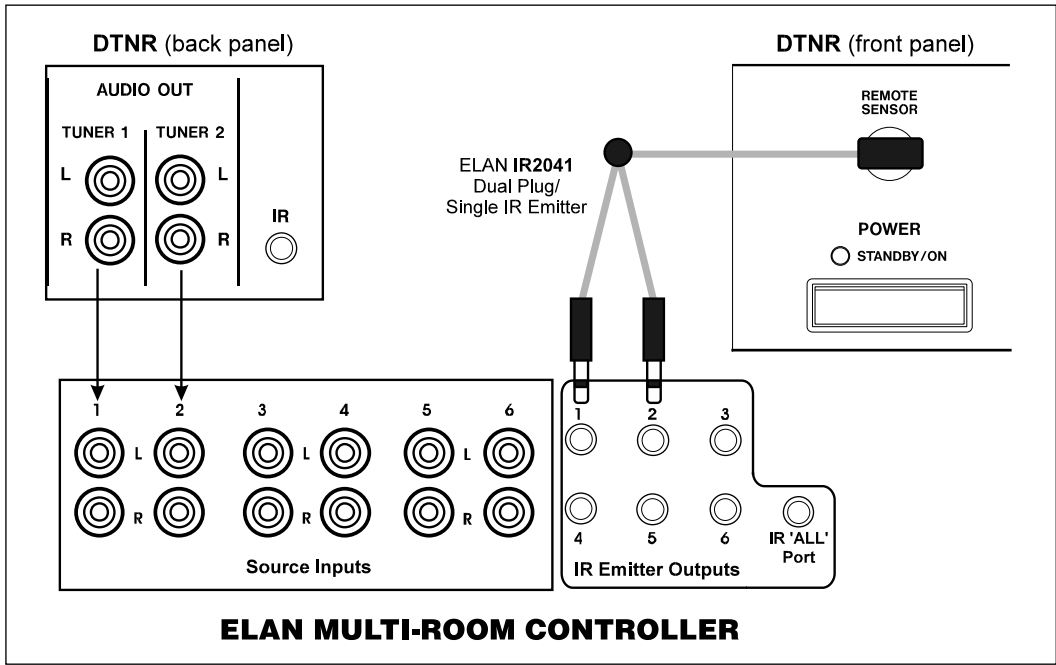 DTNR (back panel)
AUDIO OUT
TUNER 1 TUNER 2
L L
R R
IR
ELAN IR2041
Dual Plug/
Single IR Emitter
DTNR (front panel)
REMOTE
SENSOR
POWER
STANDBY/ON
1 2 3 4 5 6
L L L
R R R
Source Inputs
1 2 3
4 5 6
IR 'ALL'
Port
IR Emitter Outputs
ELAN MULTI-ROOM CONTROLLER